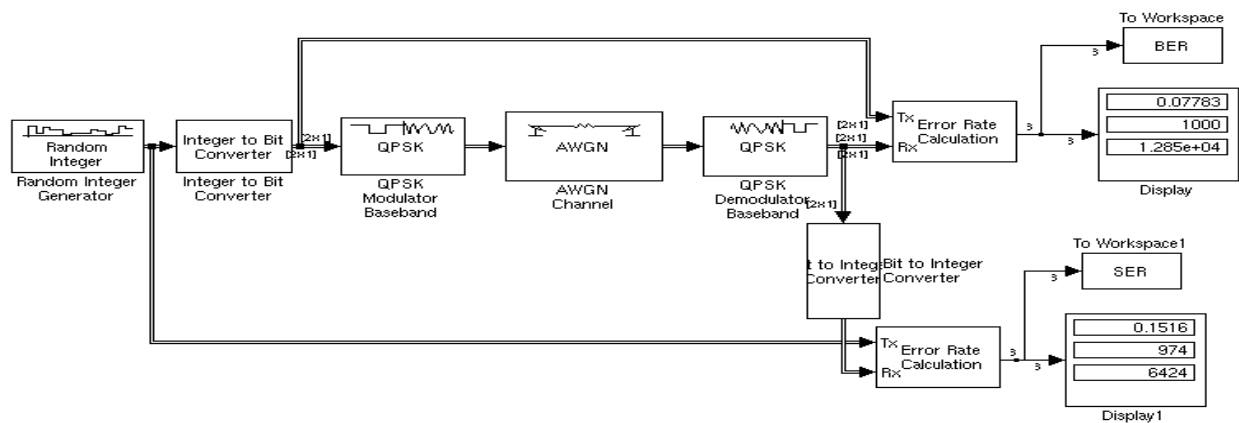 To Workspace
BER
3
0.07783
1000
1.285e+04
Display
3
3
Tx
Rx
Error Rate
Calculation
[2x1]
[2x1]
[2x1]
Random
Integer
Random Integer
Generator
Integer to Bit
Converter
Integer to Bit
Converter
[2x1]
[2x1]
QPSK
QPSK
Modulator
Baseband
AWGN
AWGN
Channel
QPSK
QPSK
Demodulator
Baseband
[2x1]
t to Integ
Converter
Bit to Integer
Converter
To Workspace1
SER
3
0.1516
974
6424
Display1
3
3
Tx
Rx
Error Rate
Calculation